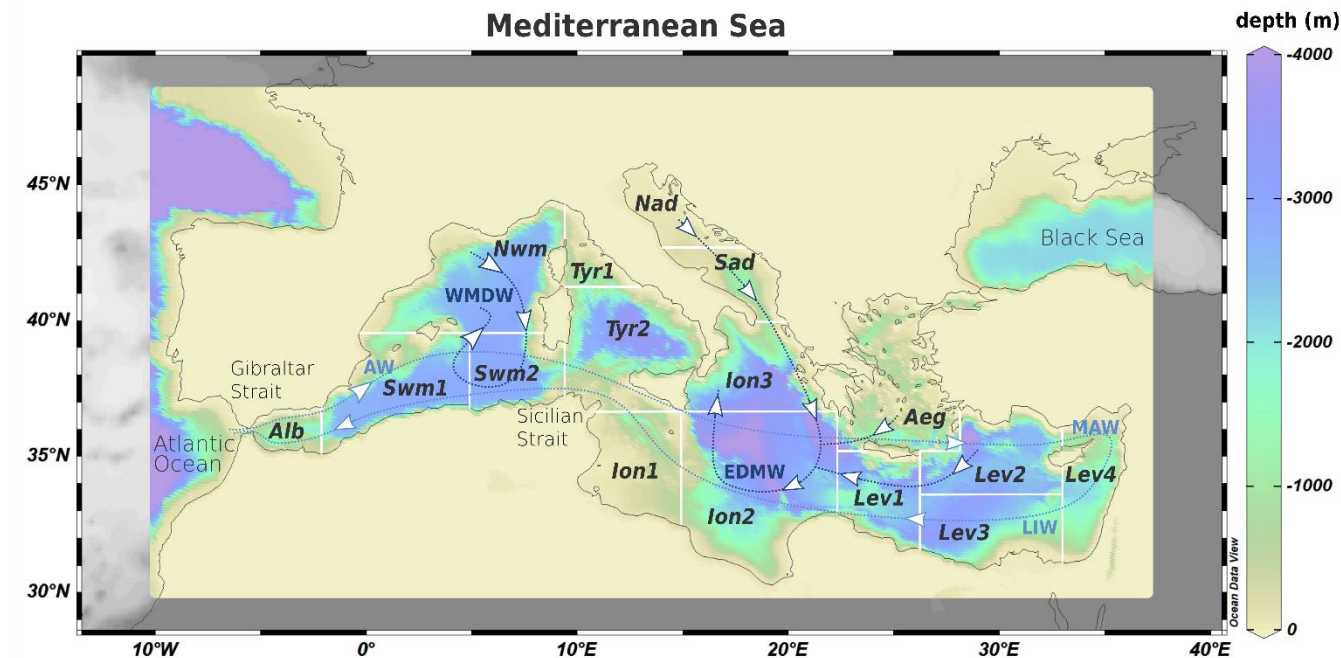 Mediterranean Sea
depth (m)
-4000
-3000
-2000
-1000
0
45°N
40°N
35°N
30°N
10°W
0°
10°E
20°E
30°E
40°E
Nad
Nwm
Sad
Black Sea
Tyr1
WMDW
Tyr2
Gibraltar
Strait
AW
Swm1
Swm2
Ion3
Sicilian
Strait
Alb
Aeg
MAW
Atlantic
Ocean
Ion1
EDMW
Lev2
Lev4
Lev1
Ion2
Lev3
LIW
Ocean Data View